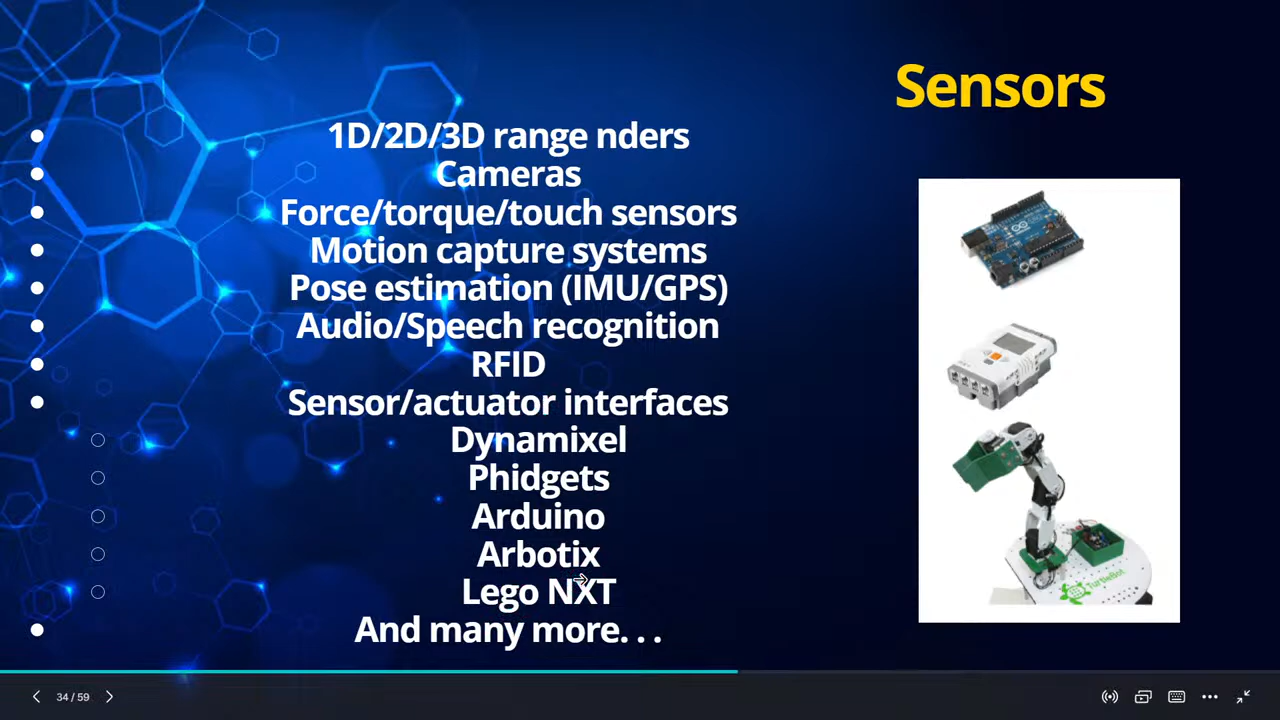 Sensors
1D/2D/3D range nders
Cameras
Force/torque/touch sensors
Motion capture systems
Pose estimation (IMU/GPS)
Audio/Speech recognition
RFID
Sensor/actuator interfaces
Dynamixel
Phidgets
Arduino
Arbotix
Lego NXT
And many more. . .
TurtleBot
34 / 59